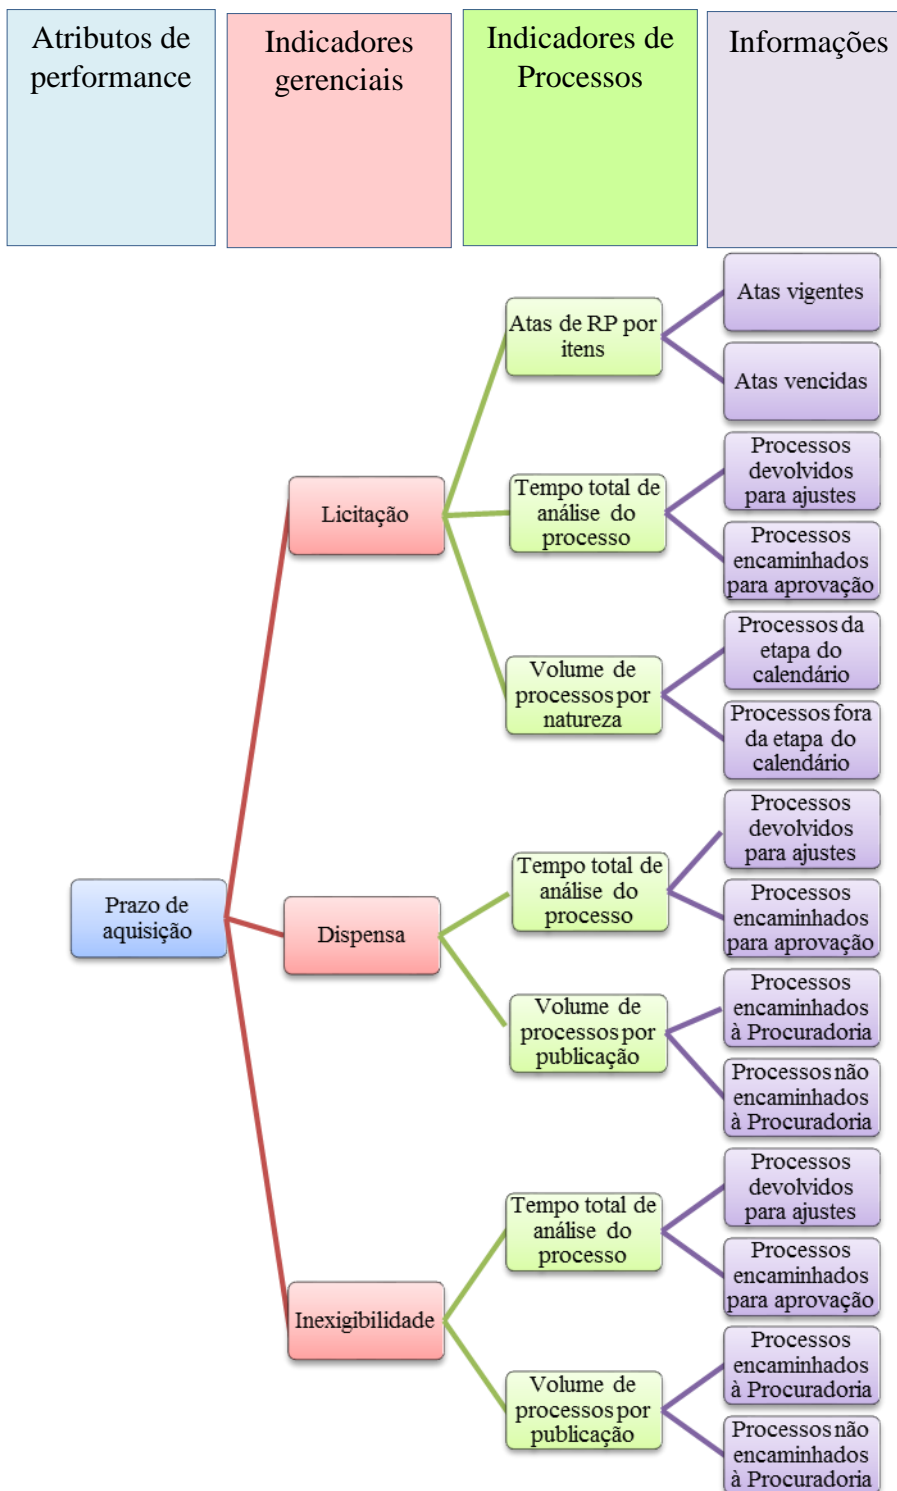 Atributos de
performance
Indicadores
gerenciais
Indicadores de
Processos
Informações
Atas vigentes
Atas de RP por
itens
Atas vencidas
Processos
devolvidos
para ajustes
Tempo total de
análise do
processo
Processos
encaminhados
para aprovação
Licitação
Processos da
etapa do
calendário
Volume de
processos por
natureza
Processos fora
da etapa do
calendário
Processos
devolvidos
para ajustes
Tempo total de
análise do
processo
Processos
encaminhados
para aprovação
Prazo de
aquisição
Dispensa
Processos
encaminhados
à Procuradoria
Volume de
processos por
publicação
Processos não
encaminhados
à Procuradoria
Processos
devolvidos
para ajustes
Tempo total de
análise do
processo
Processos
encaminhados
para aprovação
Inexigibilidade
Processos
encaminhados
à Procuradoria
Volume de
processos por
publicação
Processos não
encaminhados
à Procuradoria